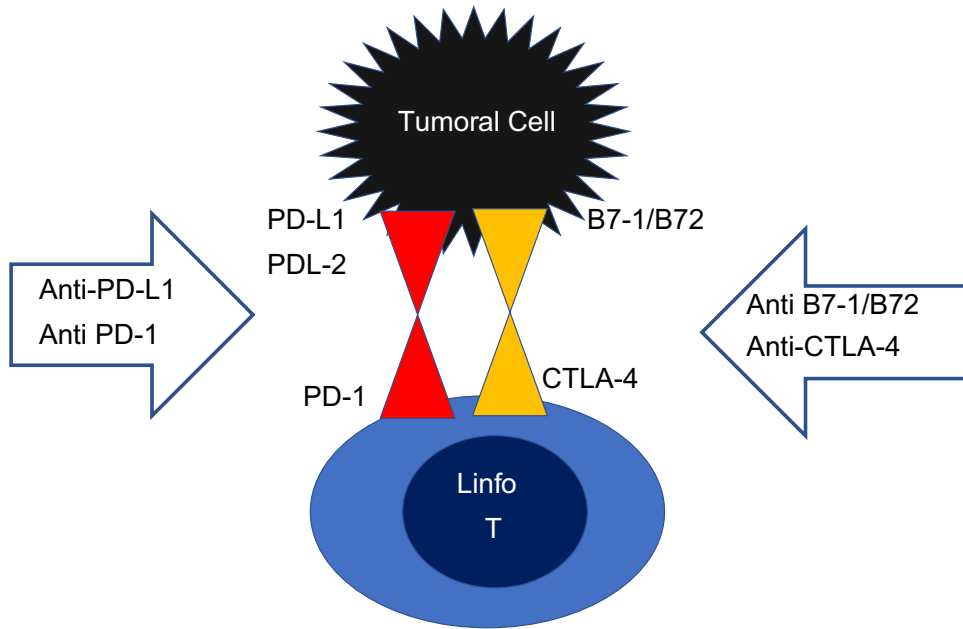 Tumoral Cell
PD-L1
PDL-2
B7-1/B72
Anti-PD-L1
Anti PD-1
Anti B7-1/B72
Anti-CTLA-4
PD-1
CTLA-4
Linfo
T